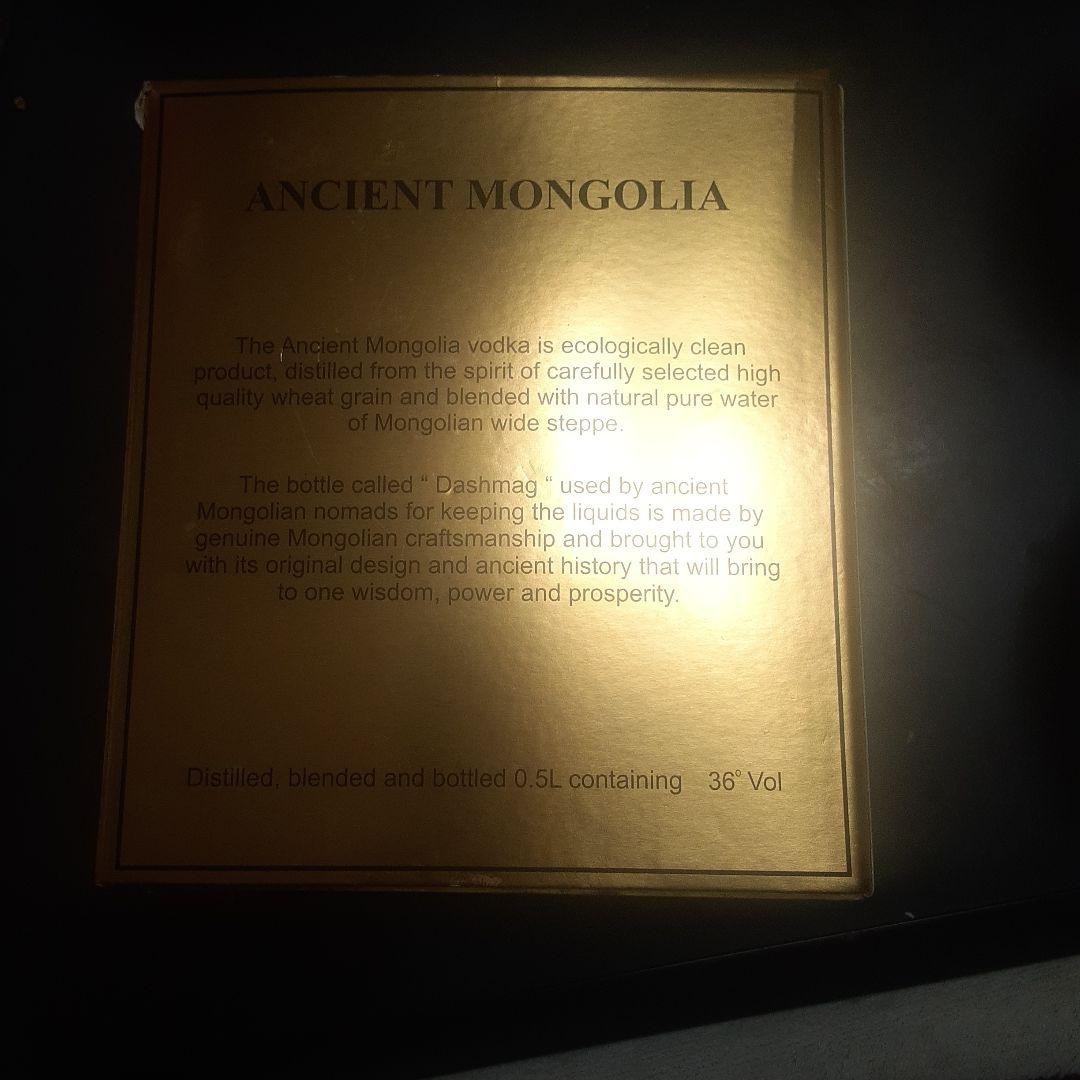 ANCIENT MONGOLIA
The Ancient Mongolia vodka is ecologically clean
product, distilled from the spirit of carefully selected high
quality wheat grain and blended with natural pure water
of Mongolian wide steppe.
The bottle called “ Dashmag “ used by ancient
Mongolian nomads for keeping the liquids is made by
genuine Mongolian craftsmanship and brought to you
with its original design and ancient history that will bring
to one wisdom, power and prosperity.
Distilled, blended and bottled 0.5L containing 36º Vol